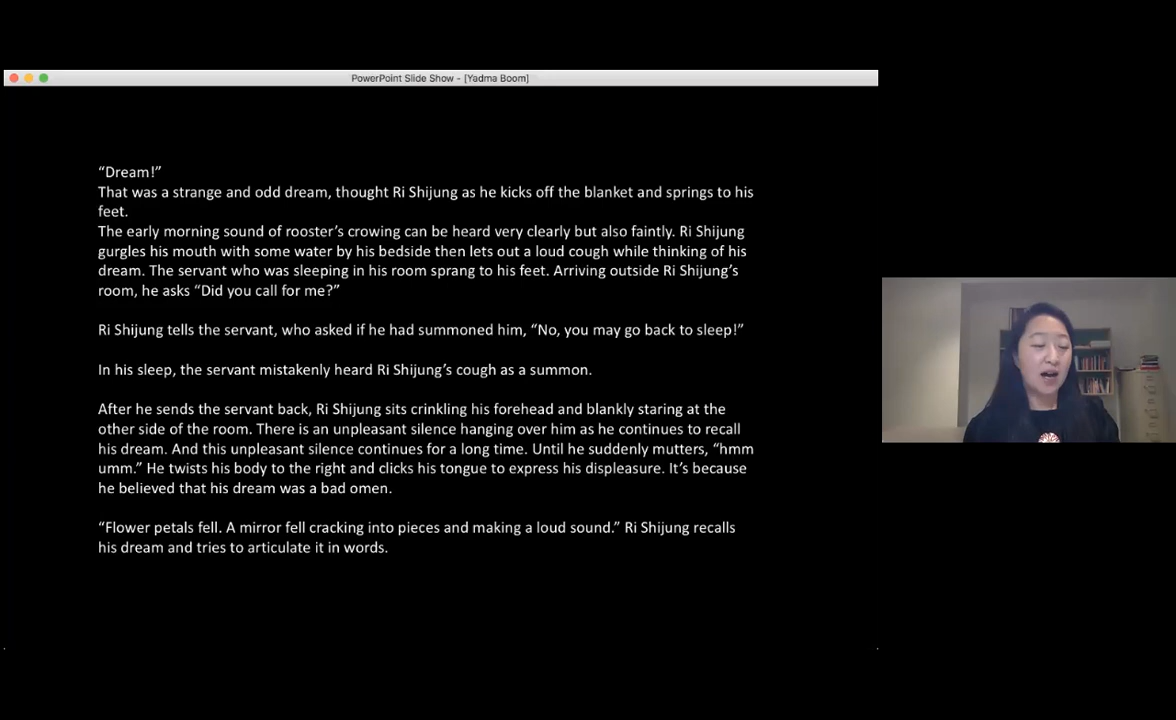 PowerPoint Slide Show - [Yadma Boom]
“Dream!”
That was a strange and odd dream, thought Ri Shijung as he kicks off the blanket and springs to his
feet.
The early morning sound of rooster’s crowing can be heard very clearly but also faintly. Ri Shijung
gurgles his mouth with some water by his bedside then lets out a loud cough while thinking of his
dream. The servant who was sleeping in his room sprang to his feet. Arriving outside Ri Shijung’s
room, he asks “Did you call for me?”
Ri Shijung tells the servant, who asked if he had summoned him, “No, you may go back to sleep!”
In his sleep, the servant mistakenly heard Ri Shijung’s cough as a summon.
After he sends the servant back, Ri Shijung sits crinkling his forehead and blankly staring at the
other side of the room. There is an unpleasant silence hanging over him as he continues to recall
his dream. And this unpleasant silence continues for a long time. Until he suddenly mutters, “hmm
umm.” He twists his body to the right and clicks his tongue to express his displeasure. It’s because
he believed that his dream was a bad omen.
“Flower petals fell. A mirror fell cracking into pieces and making a loud sound.” Ri Shijung recalls
his dream and tries to articulate it in words.